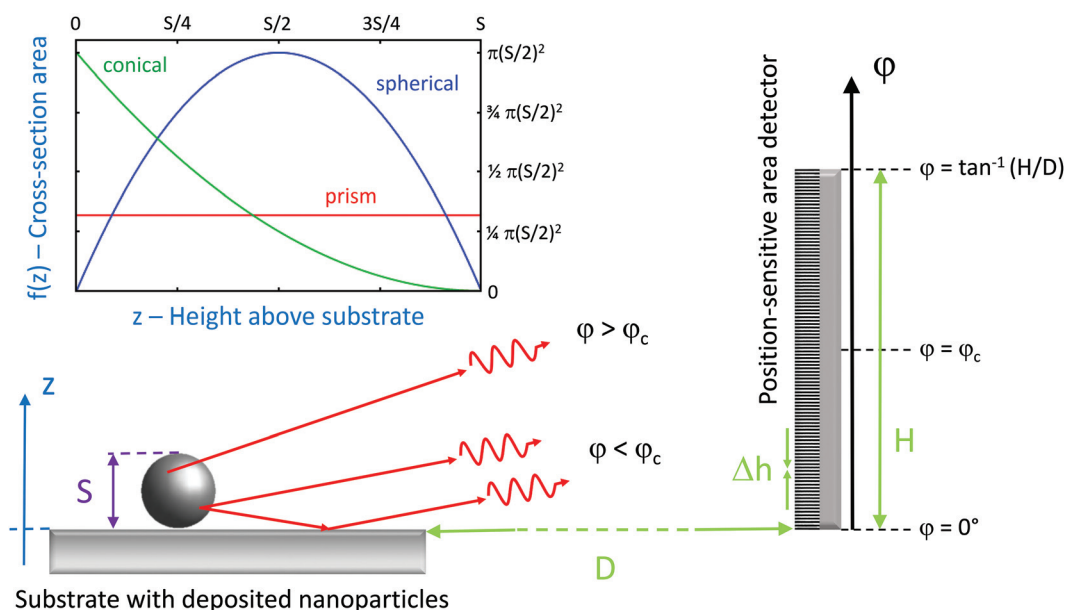 0 S/4 S/2 3S/4 S
f(z) – Cross-section area
conical
spherical
prism
π(S/2)²
¾ π(S/2)²
½ π(S/2)²
¼ π(S/2)²
0
z – Height above substrate
φ > φc
φ < φc
z
S
D
Substrate with deposited nanoparticles
Position-sensitive area detector
φ
φ = tan⁻¹ (H/D)
φ = φc
H
Δh
φ = 0°